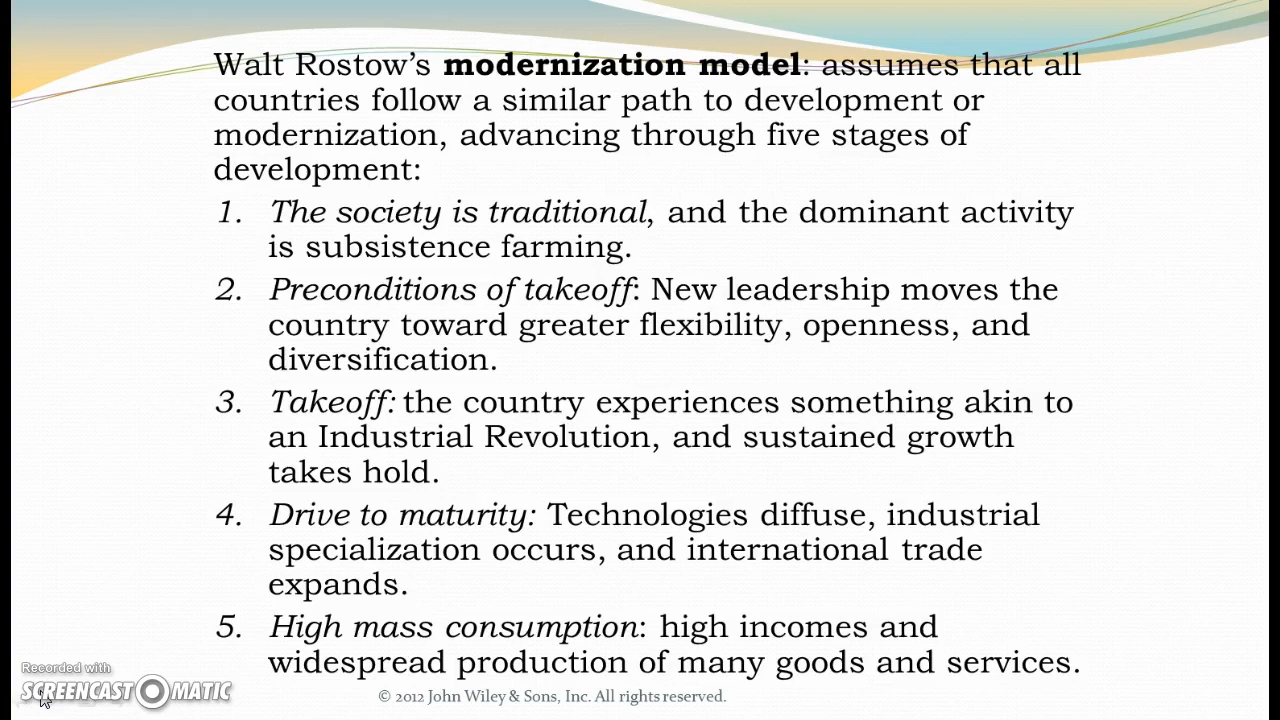 Walt Rostow's modernization model: assumes that all
countries follow a similar path to development or
modernization, advancing through five stages of
development:
1. The society is traditional, and the dominant activity
is subsistence farming.
2. Preconditions of takeoff: New leadership moves the
country toward greater flexibility, openness, and
diversification.
3. Takeoff: the country experiences something akin to
an Industrial Revolution, and sustained growth
takes hold.
4. Drive to maturity: Technologies diffuse, industrial
specialization occurs, and international trade
expands.
5. High mass consumption: high incomes and
widespread production of many goods and services.
Recorded with
SCREENCAST O MATIC
© 2012 John Wiley & Sons, Inc. All rights reserved.